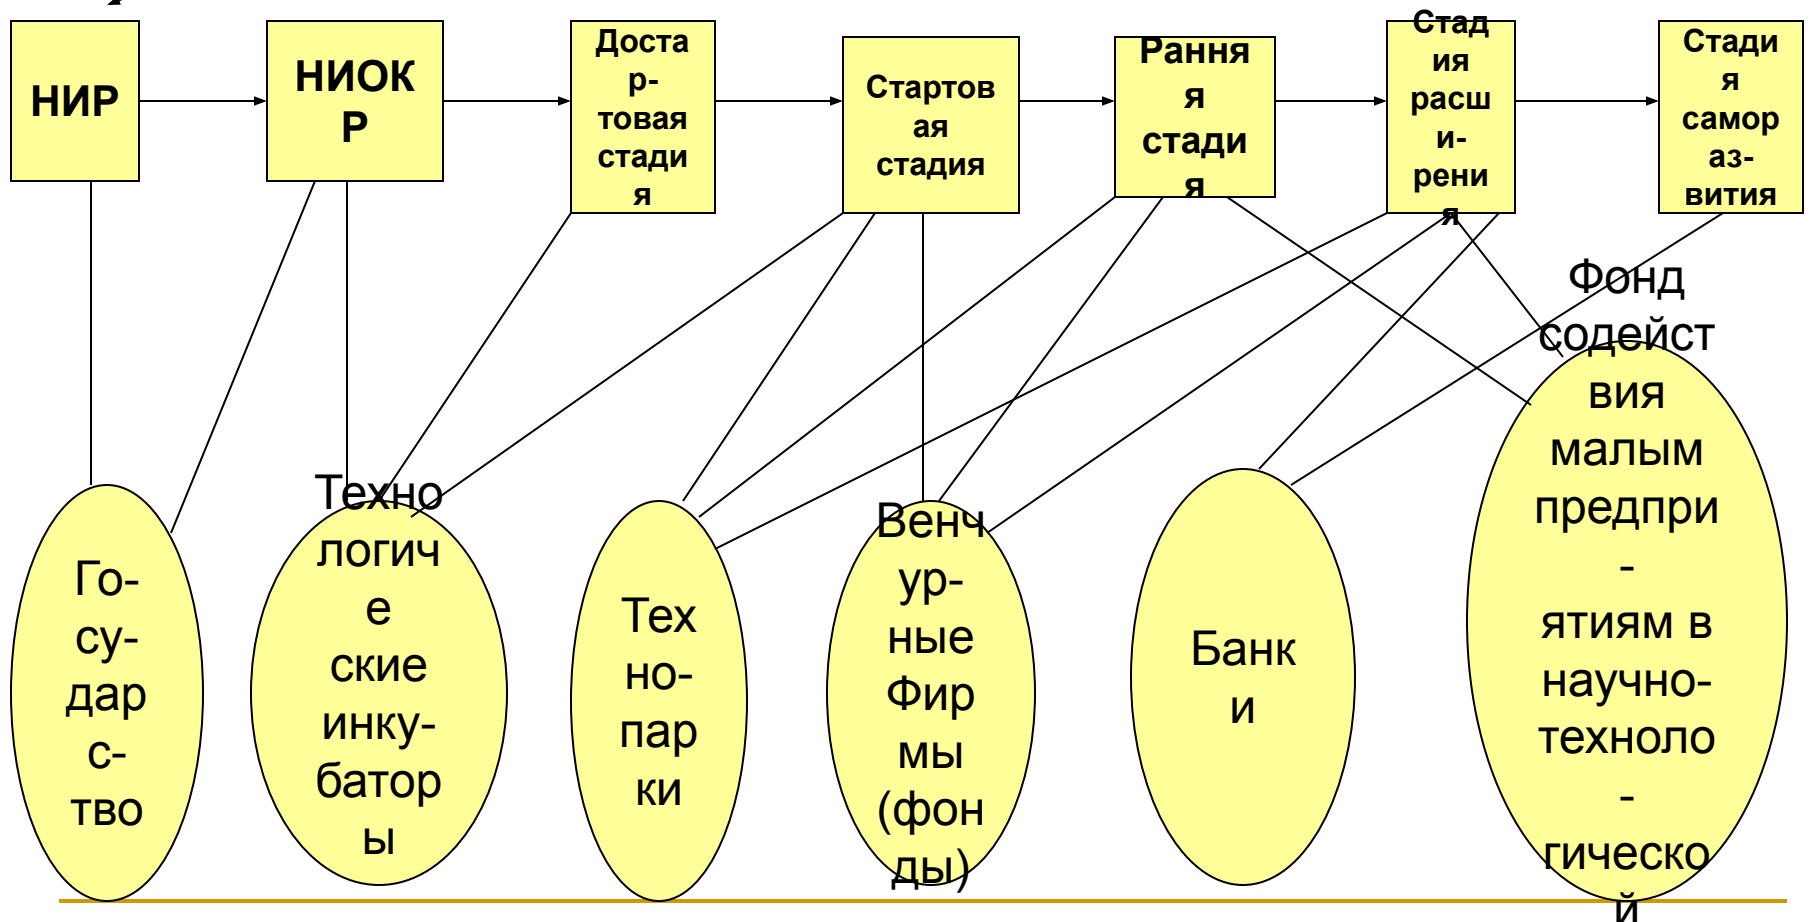 НИР
НИОК
Р
Доста
р-
товая
стади
я
Стартов
ая
стадия
Рання
я
стади
я
Стад
ия
расш
и-
рени
я
Стади
я
самор
аз-
вития
Го-
су-
дар
с-
тво
Техно
логич
е
ские
инку-
батор
ы
Тех
но-
пар
ки
Венч
ур-
ные
Фир
мы
(фон
ды)
Банк
и
Фонд
содейст
вия
малым
предпри
-
ятиям в
научно-
техноло
-
гическо
й